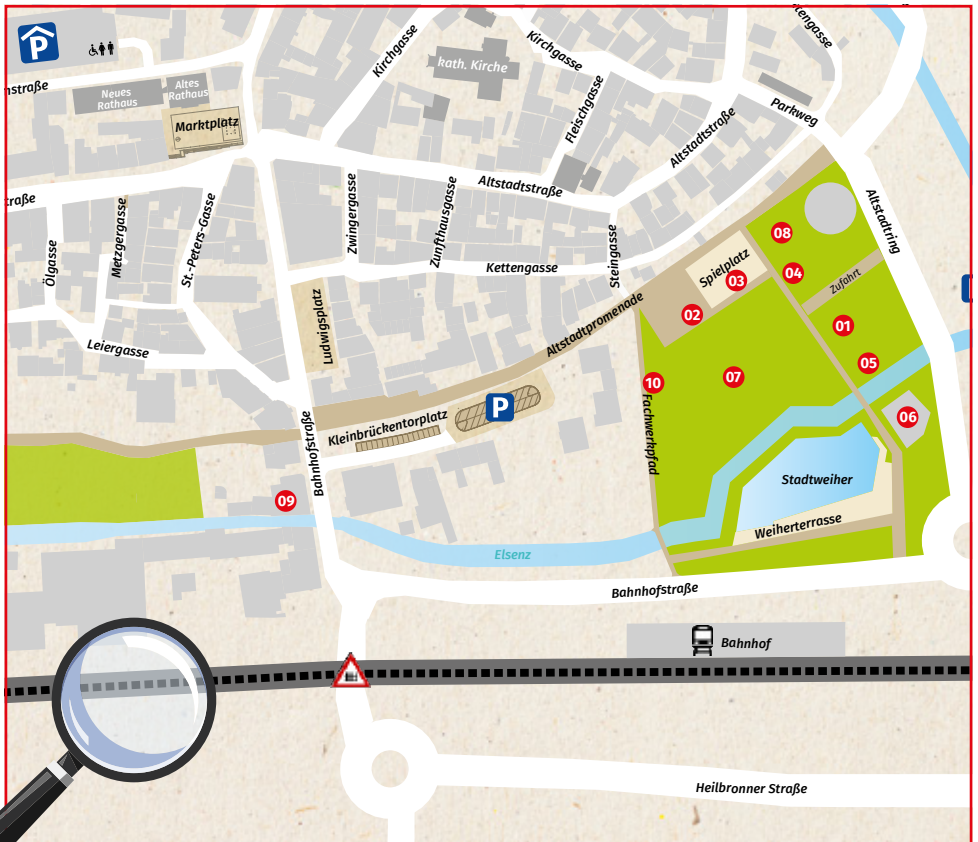 P
nstraße
Neues
Rathaus
Altes
Rathaus
Marktplatz
Kirchgasse
kath. Kirche
Kirchgasse
tengasse
Fleischgasse
Parkweg
Altstadtstraße
Altstadtstraße
Altstadtring
traße
Ölgasse
Metzgergasse
St.-Peters-Gasse
Zwingergasse
Zunfthausgasse
Kettengasse
Steingasse
08
Spielplatz
03
04
Zufahrt
02
01
Leiergasse
Ludwigsplatz
Altstadtpromenade
05
10
07
Fachwerkpfad
P
06
Kleinbrückentorplatz
Bahnhofstraße
09
Stadtweiher
Weiherterrasse
Elsenz
Bahnhofstraße
Bahnhof
Heilbronner Straße